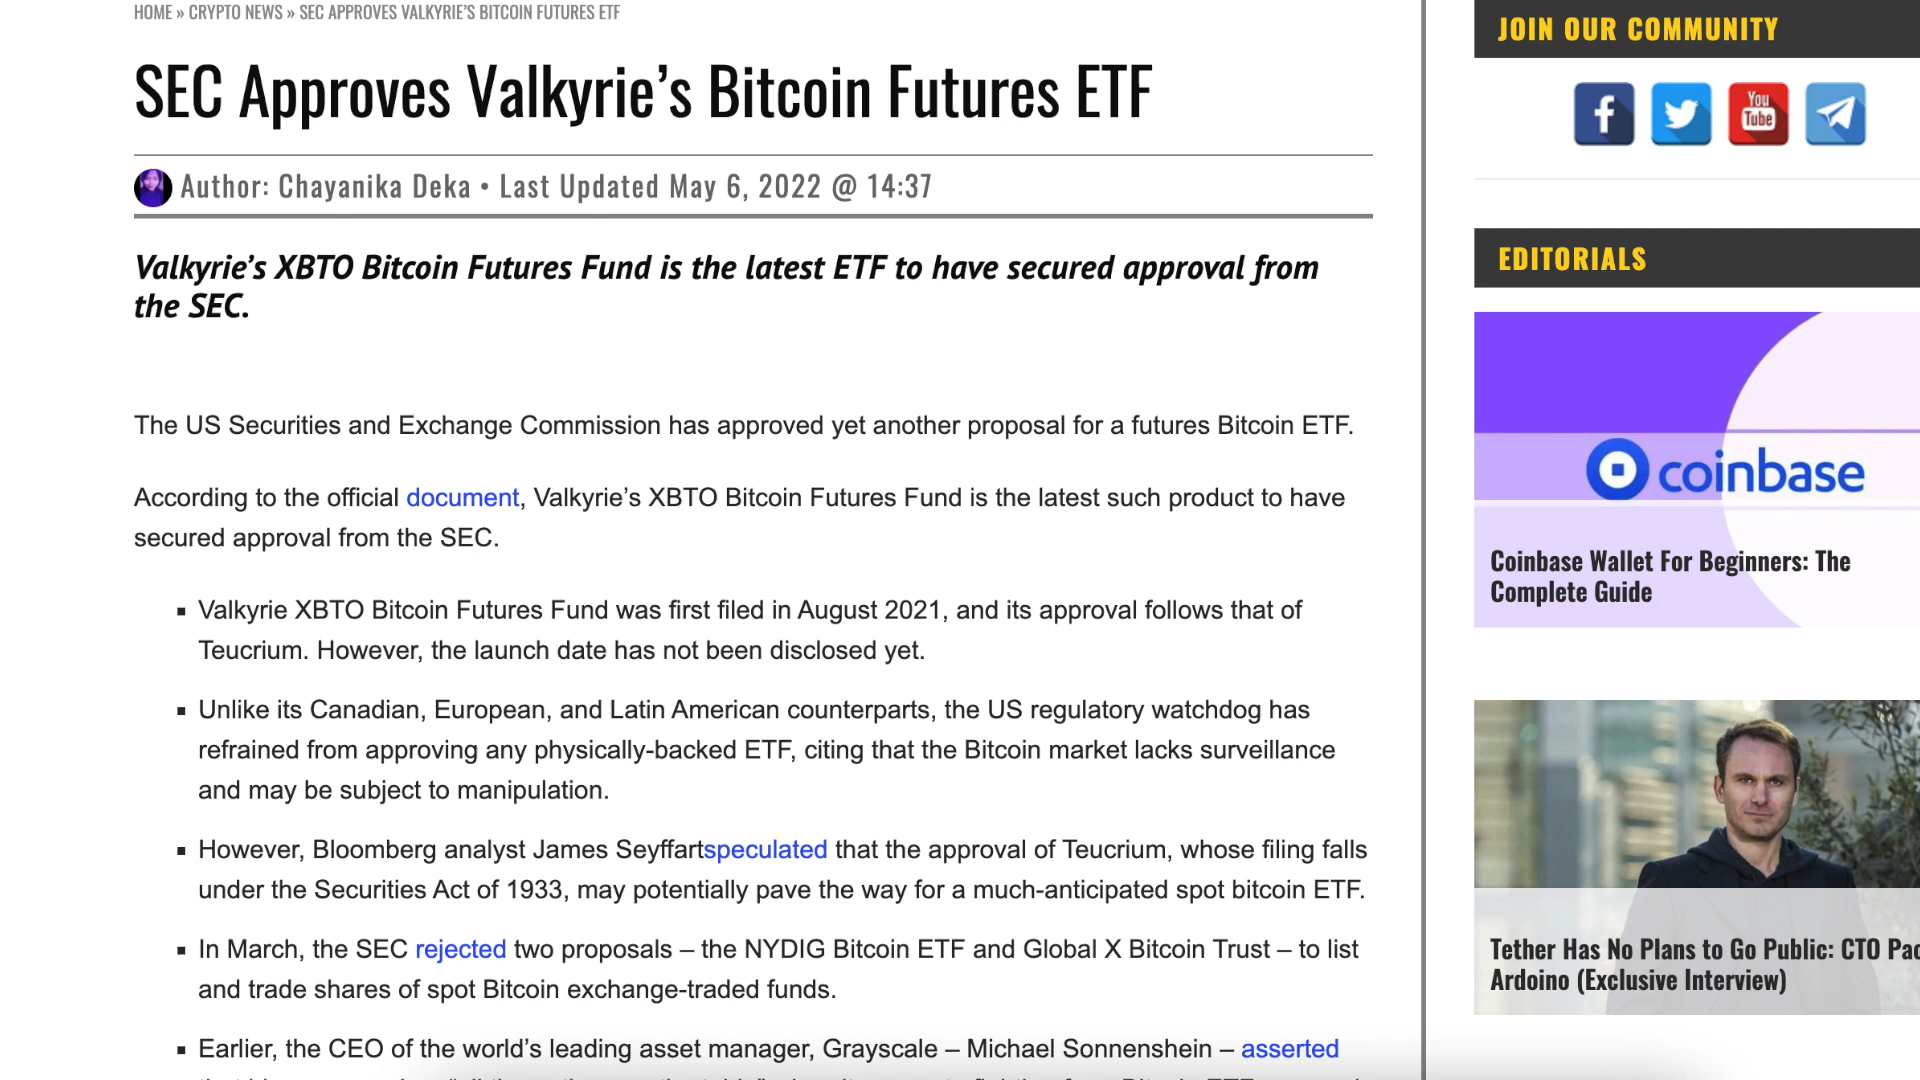 HOME » CRYPTO NEWS » SEC APPROVES VALKYRIE’S BITCOIN FUTURES ETF
SEC Approves Valkyrie’s Bitcoin Futures ETF
Author: Chayanika Deka • Last Updated May 6, 2022 @ 14:37
Valkyrie’s XBTO Bitcoin Futures Fund is the latest ETF to have secured approval from
the SEC.
The US Securities and Exchange Commission has approved yet another proposal for a futures Bitcoin ETF.
According to the official document, Valkyrie’s XBTO Bitcoin Futures Fund is the latest such product to have
secured approval from the SEC.
▪ Valkyrie XBTO Bitcoin Futures Fund was first filed in August 2021, and its approval follows that of
Teucrium. However, the launch date has not been disclosed yet.
▪ Unlike its Canadian, European, and Latin American counterparts, the US regulatory watchdog has
refrained from approving any physically-backed ETF, citing that the Bitcoin market lacks surveillance
and may be subject to manipulation.
▪ However, Bloomberg analyst James Seyffartspeculated that the approval of Teucrium, whose filing falls
under the Securities Act of 1933, may potentially pave the way for a much-anticipated spot bitcoin ETF.
▪ In March, the SEC rejected two proposals – the NYDIG Bitcoin ETF and Global X Bitcoin Trust – to list
and trade shares of spot Bitcoin exchange-traded funds.
▪ Earlier, the CEO of the world’s leading asset manager, Grayscale – Michael Sonnenshein – asserted
JOIN OUR COMMUNITY
You
Tube
EDITORIALS
coinbase
Coinbase Wallet For Beginners: The
Complete Guide
Tether Has No Plans to Go Public: CTO Pao
Ardoino (Exclusive Interview)